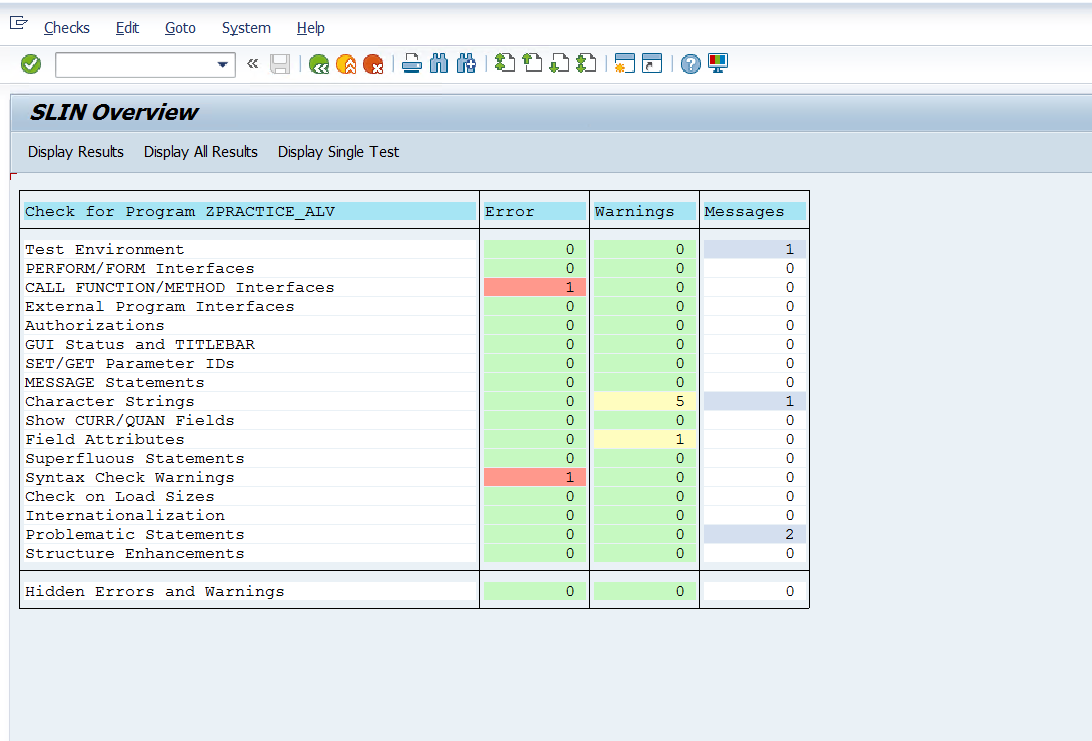 Checks Edit Goto System Help
SLIN Overview
Display Results Display All Results Display Single Test
Check for Program ZPRACTICE_ALV Error Warnings Messages
Test Environment 0 0 1
PERFORM/FORM Interfaces 0 0 0
CALL FUNCTION/METHOD Interfaces 1 0 0
External Program Interfaces 0 0 0
Authorizations 0 0 0
GUI Status and TITLEBAR 0 0 0
SET/GET Parameter IDs 0 0 0
MESSAGE Statements 0 0 0
Character Strings 0 5 1
Show CURR/QUAN Fields 0 0 0
Field Attributes 0 1 0
Superfluous Statements 0 0 0
Syntax Check Warnings 1 0 0
Check on Load Sizes 0 0 0
Internationalization 0 0 0
Problematic Statements 0 0 2
Structure Enhancements 0 0 0
Hidden Errors and Warnings 0 0 0